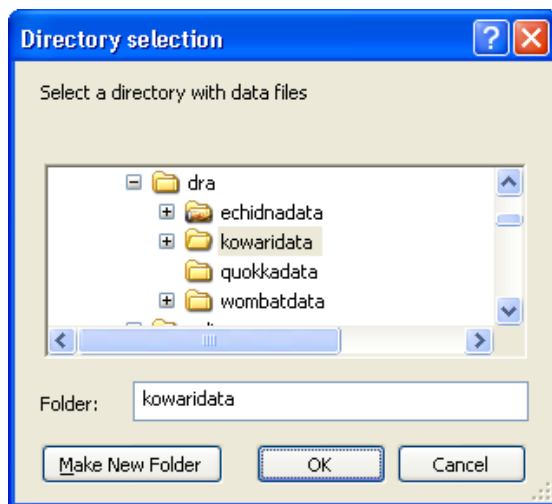 Directory selection
Select a directory with data files
dra
echidnadata
kowaridata
quokkadata
wombatdata
Folder:
kowaridata
Make New Folder
OK
Cancel